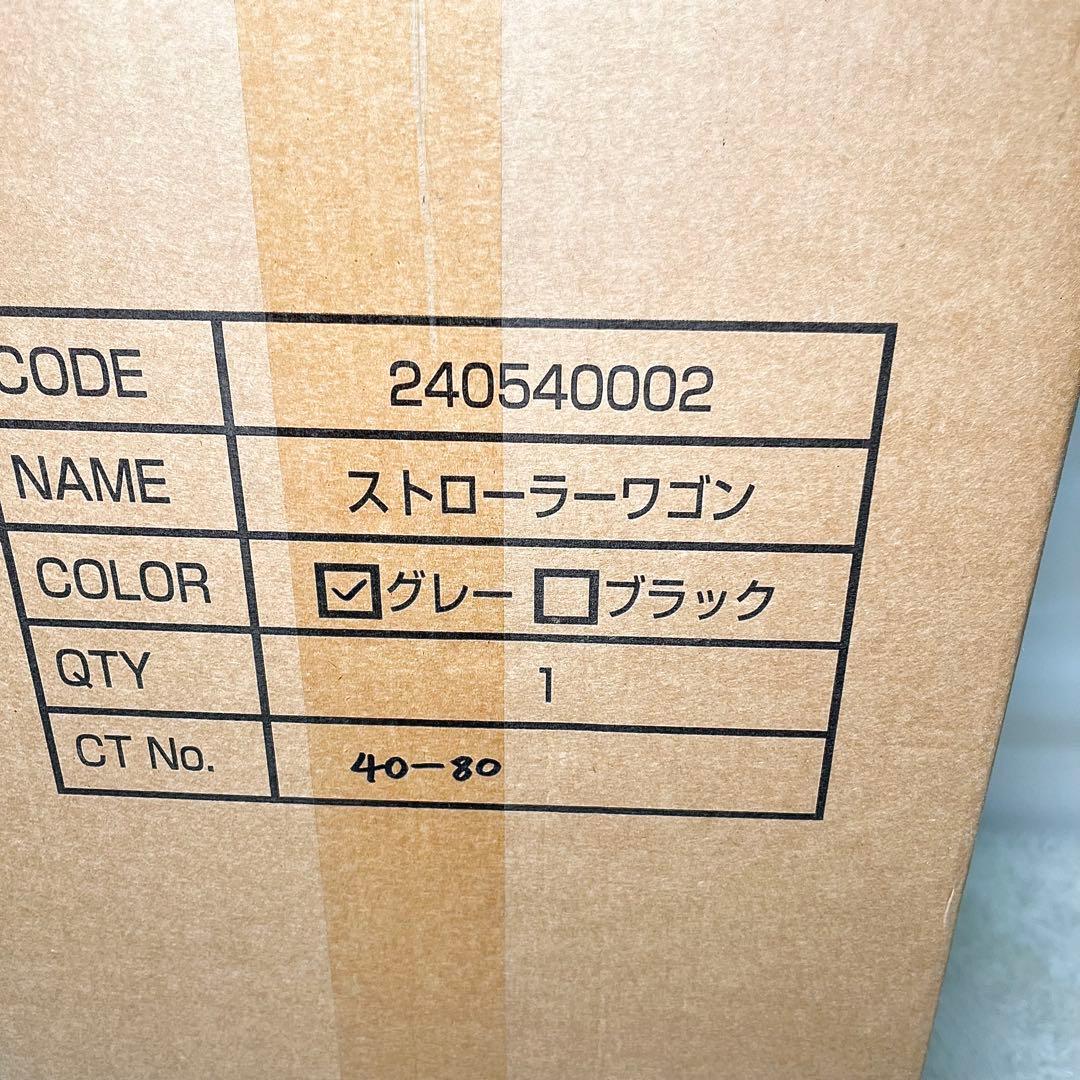 CODE 240540002
NAME ストローラーワゴン
COLOR ☑グレー ☐ブラック
QTY 1
CT No. 40-80